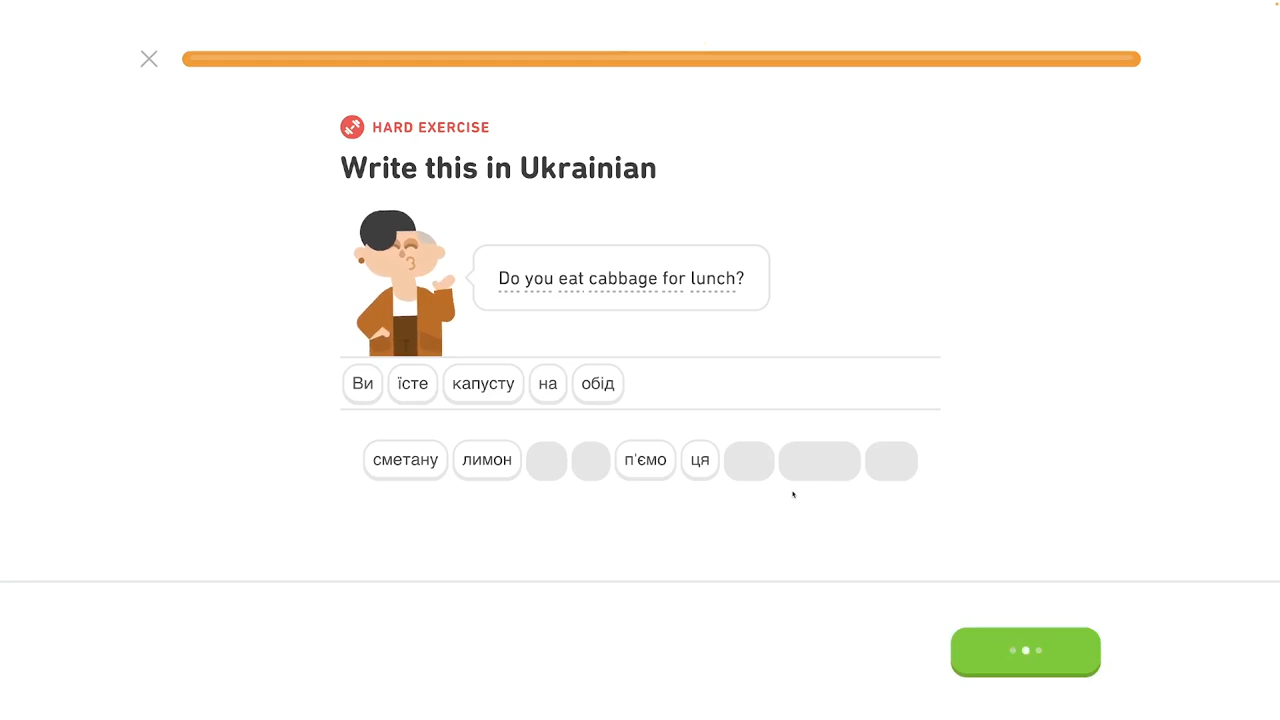 HARD EXERCISE
Write this in Ukrainian
Do you eat cabbage for lunch?
Ви їсте капусту на обід
сметану лимон п'ємо ця